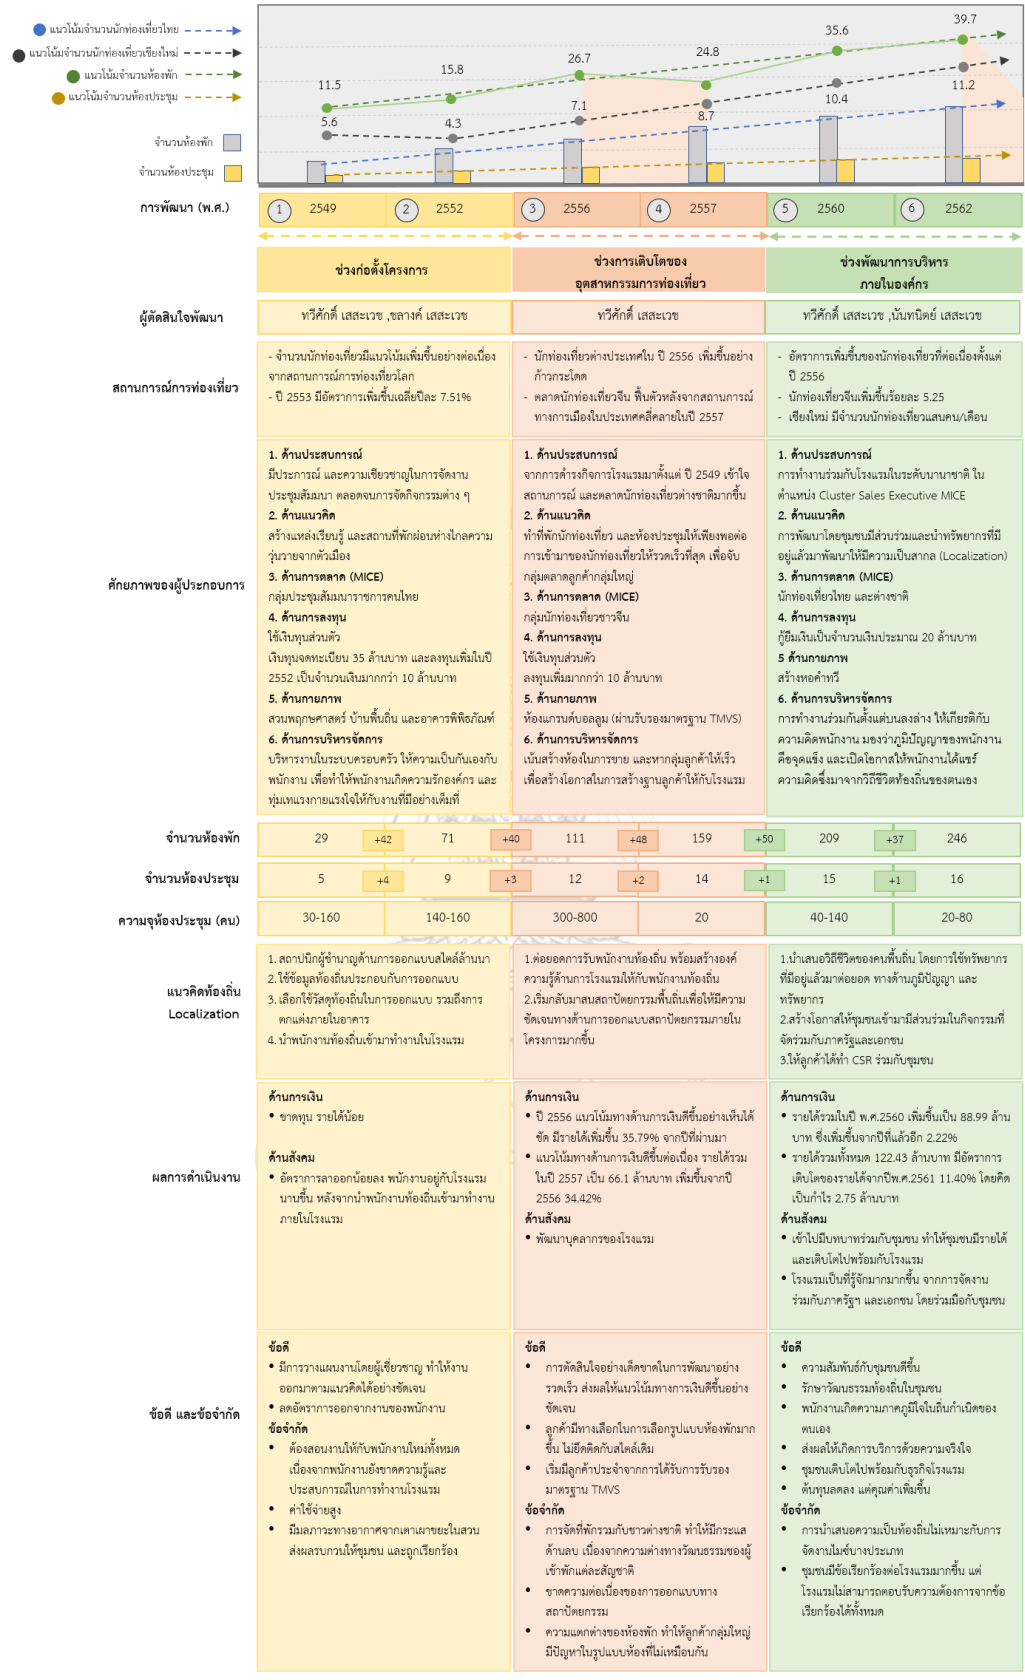 แนวโน้มจำนวนนักท่องเที่ยวไทย
แนวโน้มจำนวนนักท่องเที่ยวเชียงใหม่
แนวโน้มจำนวนห้องพัก
แนวโน้มจำนวนห้องประชุม
จำนวนห้องพัก
จำนวนห้องประชุม
11.5 15.8 26.7 24.8 35.6 39.7
5.6 4.3 7.1 8.7 10.4 11.2
การพัฒนา (พ.ศ.)
1 2549 2 2552 3 2556 4 2557 5 2560 6 2562
ช่วงก่อตั้งโครงการ
ช่วงการเติบโตของ
อุตสาหกรรมการท่องเที่ยว
ช่วงพัฒนาการบริหาร
ภายในองค์กร
ผู้ตัดสินใจพัฒนา
ทวีศักดิ์ เสสะเวช ,ชลางค์ เสสะเวช
ทวีศักดิ์ เสสะเวช
ทวีศักดิ์ เสสะเวช ,นันทนิตย์ เสสะเวช
สถานการณ์การท่องเที่ยว
- จำนวนนักท่องเที่ยวมีแนวโน้มเพิ่มขึ้นอย่างต่อเนื่อง
จากสถานการณ์การท่องเที่ยวโลก
- ปี 2553 มีอัตราการเพิ่มขึ้นเฉลี่ยปีละ 7.51%
- นักท่องเที่ยวต่างประเทศใน ปี 2556 เพิ่มขึ้นอย่าง
ก้าวกระโดด
- ตลาดนักท่องเที่ยวจีน ฟื้นตัวหลังจากสถานการณ์
ทางการเมืองในประเทศคลี่คลายในปี 2557
- อัตราการเพิ่มขึ้นของนักท่องเที่ยวที่ต่อเนื่องตั้งแต่
ปี 2556
- นักท่องเที่ยวจีนเพิ่มขึ้นร้อยละ 5.25
- เชียงใหม่ มีจำนวนนักท่องเที่ยวแสนคน/เดือน
ศักยภาพของผู้ประกอบการ
1. ด้านประสบการณ์
มีประการณ์ และความเชียวชาญในการจัดงาน
ประชุมสัมมนา ตลอดจนการจัดกิจกรรมต่าง ๆ
2. ด้านแนวคิด
สร้างแหล่งเรียนรู้ และสถานที่พักผ่อนห่างไกลความ
วุ่นวายจากตัวเมือง
3. ด้านการตลาด (MICE)
กลุ่มประชุมสัมมนาราชการคนไทย
4. ด้านการลงทุน
ใช้เงินทุนส่วนตัว
เงินทุนจดทะเบียน 35 ล้านบาท และลงทุนเพิ่มในปี
2552 เป็นจำนวนเงินมากกว่า 10 ล้านบาท
5. ด้านกายภาพ
สวนพฤกษศาสตร์ บ้านพื้นถิ่น และอาคารพิพิธภัณฑ์
6. ด้านการบริหารจัดการ
บริหารงานในระบบครอบครัว ให้ความเป็นกันเองกับ
พนักงาน เพื่อทำให้พนักงานเกิดความรักองค์กร และ
ทุ่มเทแรงกายแรงใจให้กับงานที่มีอย่างเต็มที่
1. ด้านประสบการณ์
จากการดำรงกิจการโรงแรมมาตั้งแต่ ปี 2549 เข้าใจ
สถานการณ์ และตลาดนักท่องเที่ยวต่างชาติมากขึ้น
2. ด้านแนวคิด
ทำที่พักนักท่องเที่ยว และห้องประชุมให้เพียงพอต่อ
การเข้ามาของนักท่องเที่ยวให้รวดเร็วที่สุด เพื่อจับ
กลุ่มตลาดลูกค้ากลุ่มใหญ่
3. ด้านการตลาด (MICE)
กลุ่มนักท่องเที่ยวชาวจีน
4. ด้านการลงทุน
ใช้เงินทุนส่วนตัว
ลงทุนเพิ่มมากกว่า 10 ล้านบาท
5. ด้านกายภาพ
ห้องแกรนด์บอลลูม (ผ่านรับรองมาตรฐาน TMVS)
6. ด้านการบริหารจัดการ
เน้นสร้างห้องในการขาย และหากลุ่มลูกค้าให้เร็ว
เพื่อสร้างโอกาสในการสร้างฐานลูกค้าให้กับโรงแรม
1. ด้านประสบการณ์
การทำงานร่วมกับโรงแรมในระดับนานาชาติ ใน
ตำแหน่ง Cluster Sales Executive MICE
2. ด้านแนวคิด
การพัฒนาโดยชุมชนมีส่วนร่วมและนำทรัพยากรที่มี
อยู่แล้วมาพัฒนาให้มีความเป็นสากล (Localization)
3. ด้านการตลาด (MICE)
นักท่องเที่ยวไทย และต่างชาติ
4. ด้านการลงทุน
กู้ยืมเงินเป็นจำนวนเงินประมาณ 20 ล้านบาท
5 ด้านกายภาพ
สร้างหอคำทวี
6. ด้านการบริหารจัดการ
การทำงานร่วมกันตั้งแต่บนลงล่าง ให้เกียรติกับ
ความคิดพนักงาน มองว่าภูมิปัญญาของพนักงาน
คือจุดแข็ง และเปิดโอกาสให้พนักงานได้แชร์
ความคิดซึ่งมาจากวิถีชีวิตท้องถิ่นของตนเอง
จำนวนห้องพัก
29 +42 71 +40 111 +48 159 +50 209 +37 246
จำนวนห้องประชุม
5 +4 9 +3 12 +2 14 +1 15 +1 16
ความจุห้องประชุม (คน)
30-160 140-160 300-800 20 40-140 20-80
แนวคิดท้องถิ่น
Localization
1. สถาปนิกผู้ชำนาญด้านการออกแบบสไตล์ล้านนา
2. ใช้ข้อมูลท้องถิ่นประกอบกับการออกแบบ
3. เลือกใช้วัสดุท้องถิ่นในการออกแบบ รวมถึงการ
ตกแต่งภายในอาคาร
4. นำพนักงานท้องถิ่นเข้ามาทำงานในโรงแรม
1.ต่อยอดการรับพนักงานท้องถิ่น พร้อมสร้างองค์
ความรู้ด้านการโรงแรมให้กับพนักงานท้องถิ่น
2.เริ่มกลับมาสนสถาปัตยกรรมพื้นถิ่นเพื่อให้มีความ
ชัดเจนทางด้านการออกแบบสถาปัตยกรรมภายใน
โครงการมากขึ้น
1.นำเสนอวิถีชีวิตของคนพื้นถิ่น โดยการใช้ทรัพยากร
ที่มีอยู่แล้วมาต่อยอด ทางด้านภูมิปัญญา และ
ทรัพยากร
2.สร้างโอกาสให้ชุมชนเข้ามามีส่วนร่วมในกิจกรรมที่
จัดร่วมกับภาครัฐและเอกชน
3.ให้ลูกค้าได้ทำ CSR ร่วมกับชุมชน
ผลการดำเนินงาน
ด้านการเงิน
• ขาดทุน รายได้น้อย
ด้านสังคม
• อัตราการลาออกน้อยลง พนักงานอยู่กับโรงแรม
นานขึ้น หลังจากนำพนักงานท้องถิ่นเข้ามาทำงาน
ภายในโรงแรม
ด้านการเงิน
• ปี 2556 แนวโน้มทางด้านการเงินดีขึ้นอย่างเห็นได้
ชัด มีรายได้เพิ่มขึ้น 35.79% จากปีที่ผ่านมา
• แนวโน้มทางด้านการเงินดีขึ้นต่อเนื่อง รายได้รวม
ในปี 2557 เป็น 66.1 ล้านบาท เพิ่มขึ้นจากปี
2556 34.42%
ด้านสังคม
• พัฒนาบุคลากรของโรงแรม
ด้านการเงิน
• รายได้รวมในปี พ.ศ.2560 เพิ่มขึ้นเป็น 88.99 ล้าน
บาท ซึ่งเพิ่มขึ้นจากปีที่แล้วอีก 2.22%
• รายได้รวมทั้งหมด 122.43 ล้านบาท มีอัตราการ
เติบโตของรายได้จากปีพ.ศ.2561 11.40% โดยคิด
เป็นกำไร 2.75 ล้านบาท
ด้านสังคม
• เข้าไปมีบทบาทร่วมกับชุมชน ทำให้ชุมชนมีรายได้
และเติบโตไปพร้อมกับโรงแรม
• โรงแรมเป็นที่รู้จักมากมากขึ้น จากการจัดงาน
ร่วมกับภาครัฐฯ และเอกชน โดยร่วมมือกับชุมชน
ข้อดี และข้อจำกัด
ข้อดี
• มีการวางแผนงานโดยผู้เชี่ยวชาญ ทำให้งาน
ออกมาตามแนวคิดได้อย่างชัดเจน
• ลดอัตราการออกจากงานของพนักงาน
ข้อจำกัด
• ต้องสอนงานให้กับพนักงานใหม่ทั้งหมด
เนื่องจากพนักงานยังขาดความรู้และ
ประสบการณ์ในการทำงานโรงแรม
• ค่าใช้จ่ายสูง
• มีมลภาวะทางอากาศจากเตาเผาขยะในสวน
ส่งผลรบกวนให้ชุมชน และถูกเรียกร้อง
ข้อดี
• การตัดสินใจอย่างเด็ดขาดในการพัฒนาอย่าง
รวดเร็ว ส่งผลให้แนวโน้มทางการเงินดีขึ้นอย่าง
ชัดเจน
• ลูกค้ามีทางเลือกในการเลือกรูปแบบห้องพักมาก
ขึ้น ไม่ยึดติดกับสไตล์เดิม
• เริ่มมีลูกค้าประจำจากการได้รับการรับรอง
มาตรฐาน TMVS
ข้อจำกัด
• การจัดที่พักรวมกับชาวต่างชาติ ทำให้มีกระแส
ด้านลบ เนื่องจากความต่างทางวัฒนธรรมของผู้
เข้าพักแต่ละสัญชาติ
• ขาดความต่อเนื่องของการออกแบบทาง
สถาปัตยกรรม
• ความแตกต่างของห้องพัก ทำให้ลูกค้ากลุ่มใหญ่
มีปัญหาในรูปแบบห้องที่ไม่เหมือนกัน
ข้อดี
• ความสัมพันธ์กับชุมชนดีขึ้น
• รักษาวัฒนธรรมท้องถิ่นในชุมชน
• พนักงานเกิดความภาคภูมิใจในถิ่นกำเนิดของ
ตนเอง
• ส่งผลให้เกิดการบริการด้วยความจริงใจ
• ชุมชนเติบโตไปพร้อมกับธุรกิจโรงแรม
• ต้นทุนลดลง แต่คุณค่าเพิ่มขึ้น
ข้อจำกัด
• การนำเสนอความเป็นท้องถิ่นไม่เหมาะกับการ
จัดงานไมซ์บางประเภท
• ชุมชนมีข้อเรียกร้องต่อโรงแรมมากขึ้น แต่
โรงแรมไม่สามารถตอบรับความต้องการจากข้อ
เรียกร้องได้ทั้งหมด